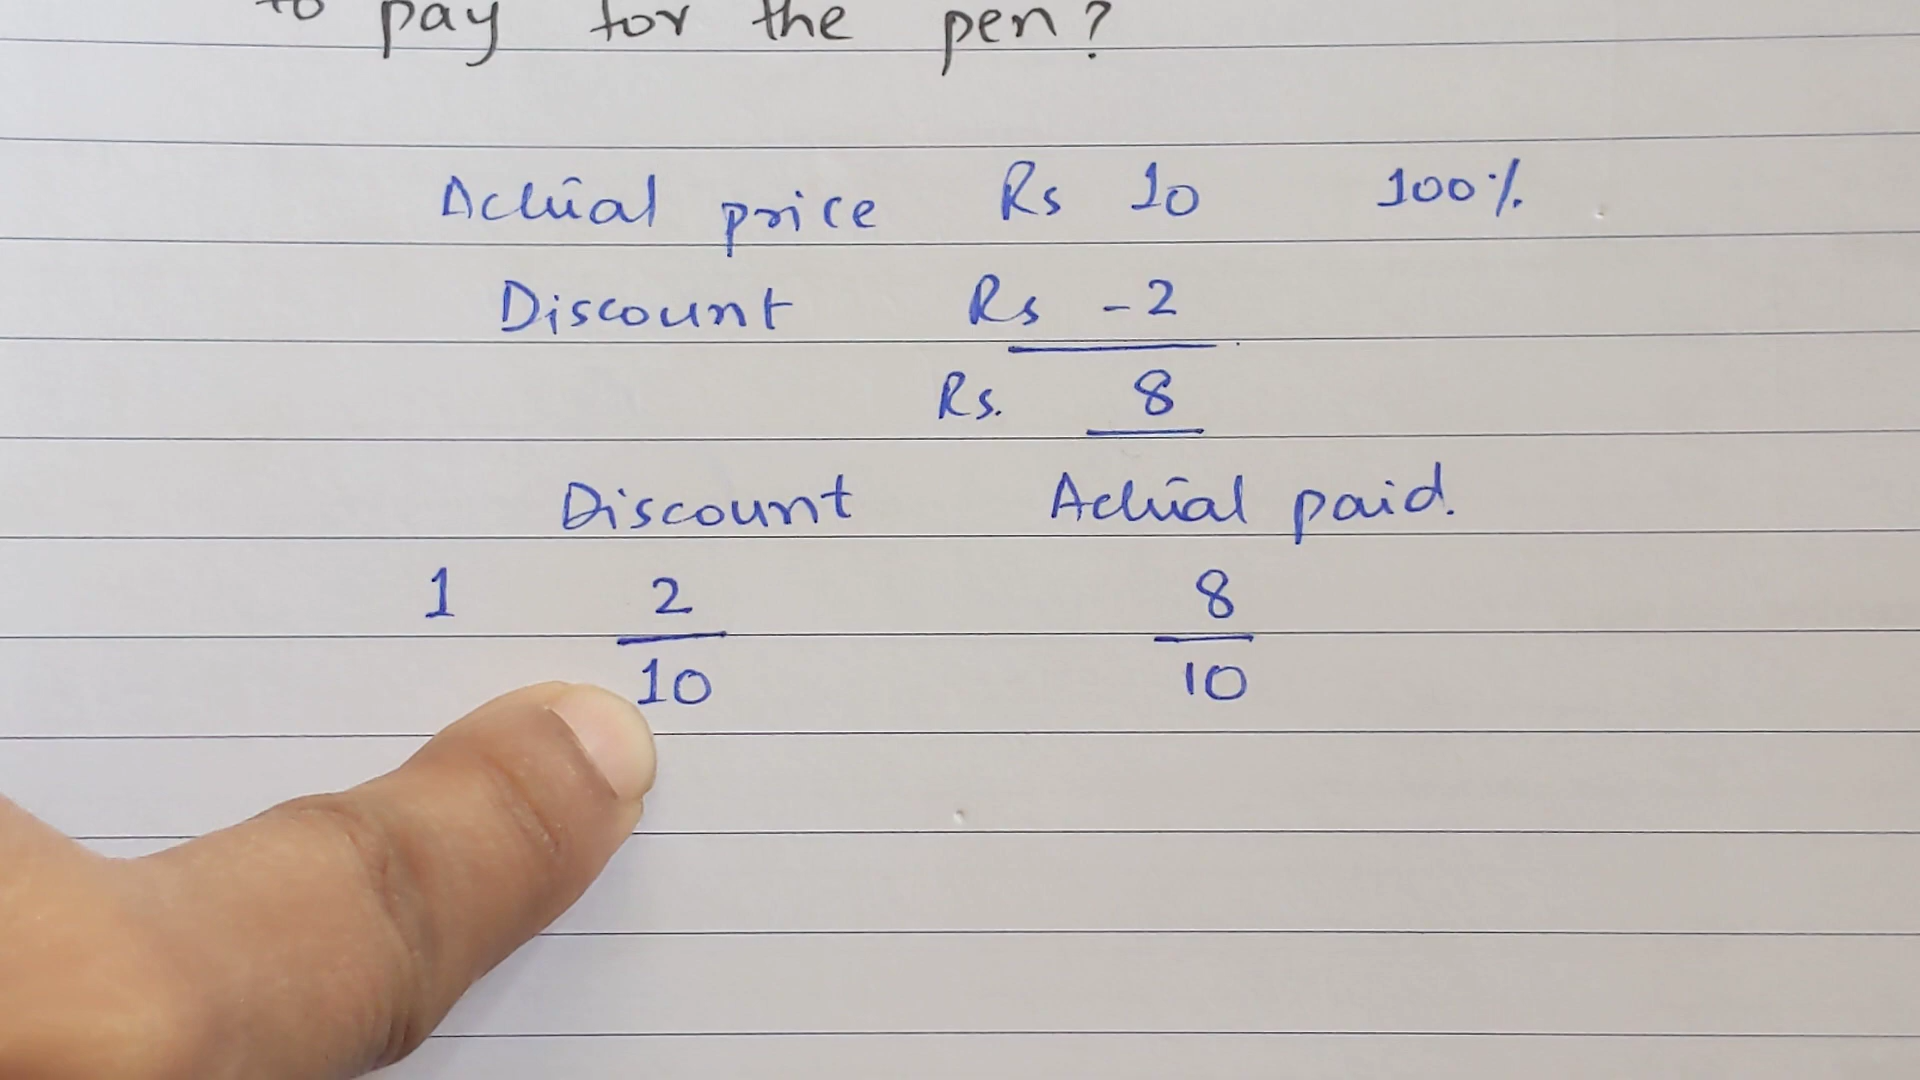 to pay for the pen?
Actual price Rs 10 100%
Discount Rs -2
Rs. 8
Discount Actual paid.
1 2/10 8/10